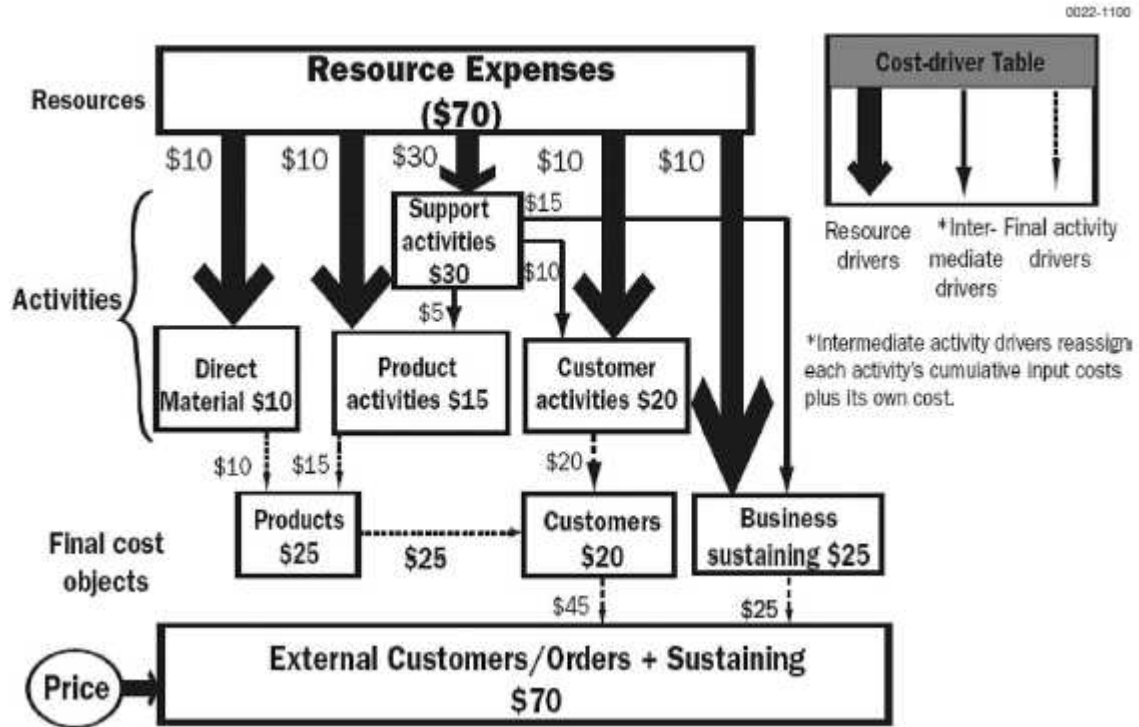 0022-1100
Resource Expenses
($70)
Resources
Cost-driver Table
$10
$10
$30
$10
$10
Support
activities
$30
$15
$10
$5
Resource
drivers
*Inter-
mediate
drivers
Final activity
drivers
Activities
Direct
Material $10
Product
activities $15
Customer
activities $20
*Intermediate activity drivers reassign
each activity's cumulative input costs
plus its own cost.
$10
$15
$20
Products
$25
$25
Customers
$20
Business
sustaining $25
Final cost
objects
$45
$25
Price
External Customers/Orders + Sustaining
$70